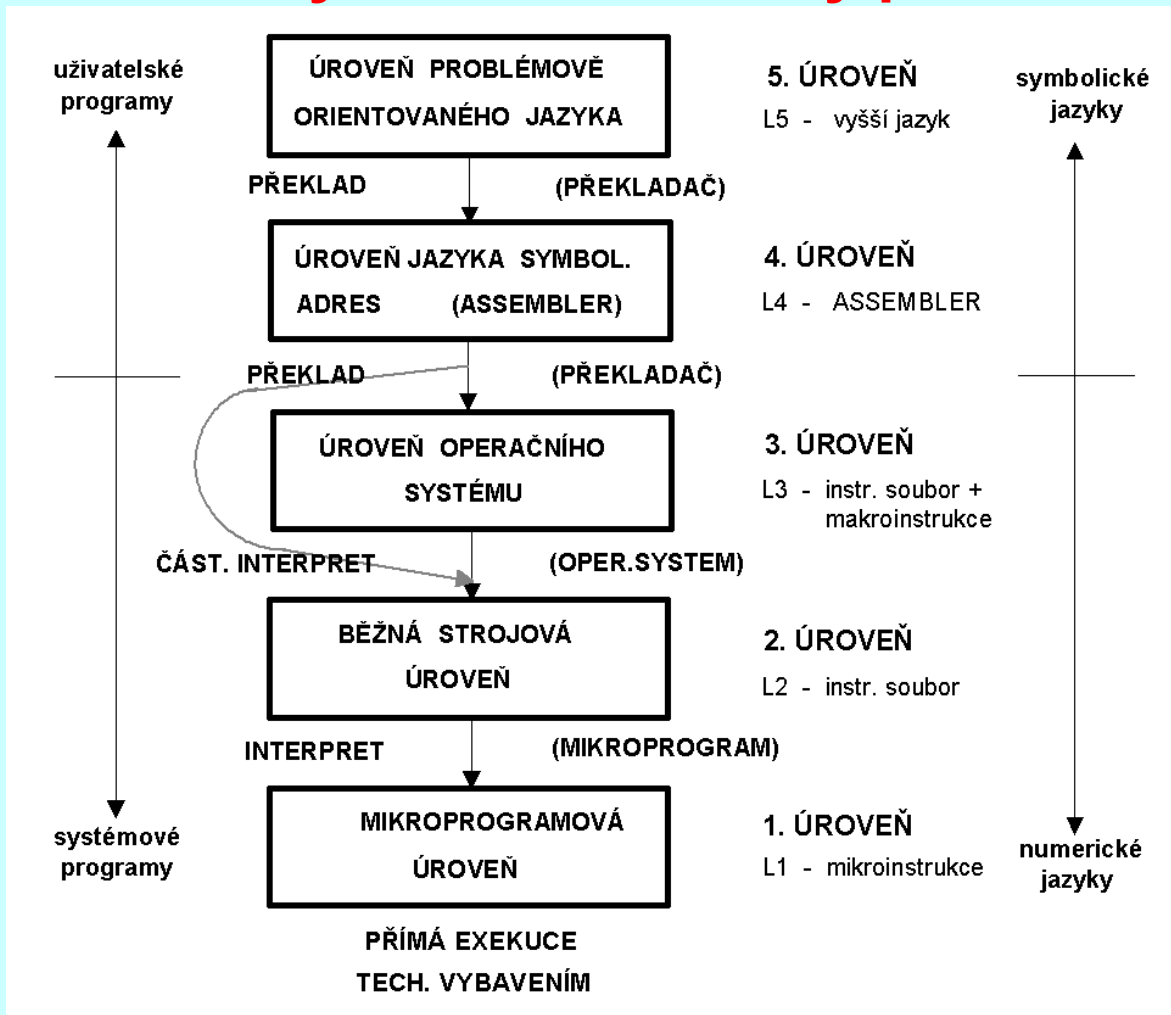 uživatelské
programy
ÚROVEŇ PROBLÉMOVĚ
ORIENTOVANÉHO JAZYKA
5. ÚROVEŇ
L5 - vyšší jazyk
symbolické
jazyky
PŘEKLAD (PŘEKLADAČ)
ÚROVEŇ JAZYKA SYMBOL.
ADRES (ASSEMBLER)
4. ÚROVEŇ
L4 - ASSEMBLER
PŘEKLAD (PŘEKLADAČ)
ÚROVEŇ OPERAČNÍHO
SYSTÉMU
3. ÚROVEŇ
L3 - instr. soubor +
makroinstrukce
ČÁST. INTERPRET (OPER.SYSTEM)
BĚŽNÁ STROJOVÁ
ÚROVEŇ
2. ÚROVEŇ
L2 - instr. soubor
INTERPRET (MIKROPROGRAM)
MIKROPROGRAMOVÁ
ÚROVEŇ
1. ÚROVEŇ
L1 - mikroinstrukce
systémové
programy
numerické
jazyky
PŘÍMÁ EXEKUCE
TECH. VYBAVENÍM